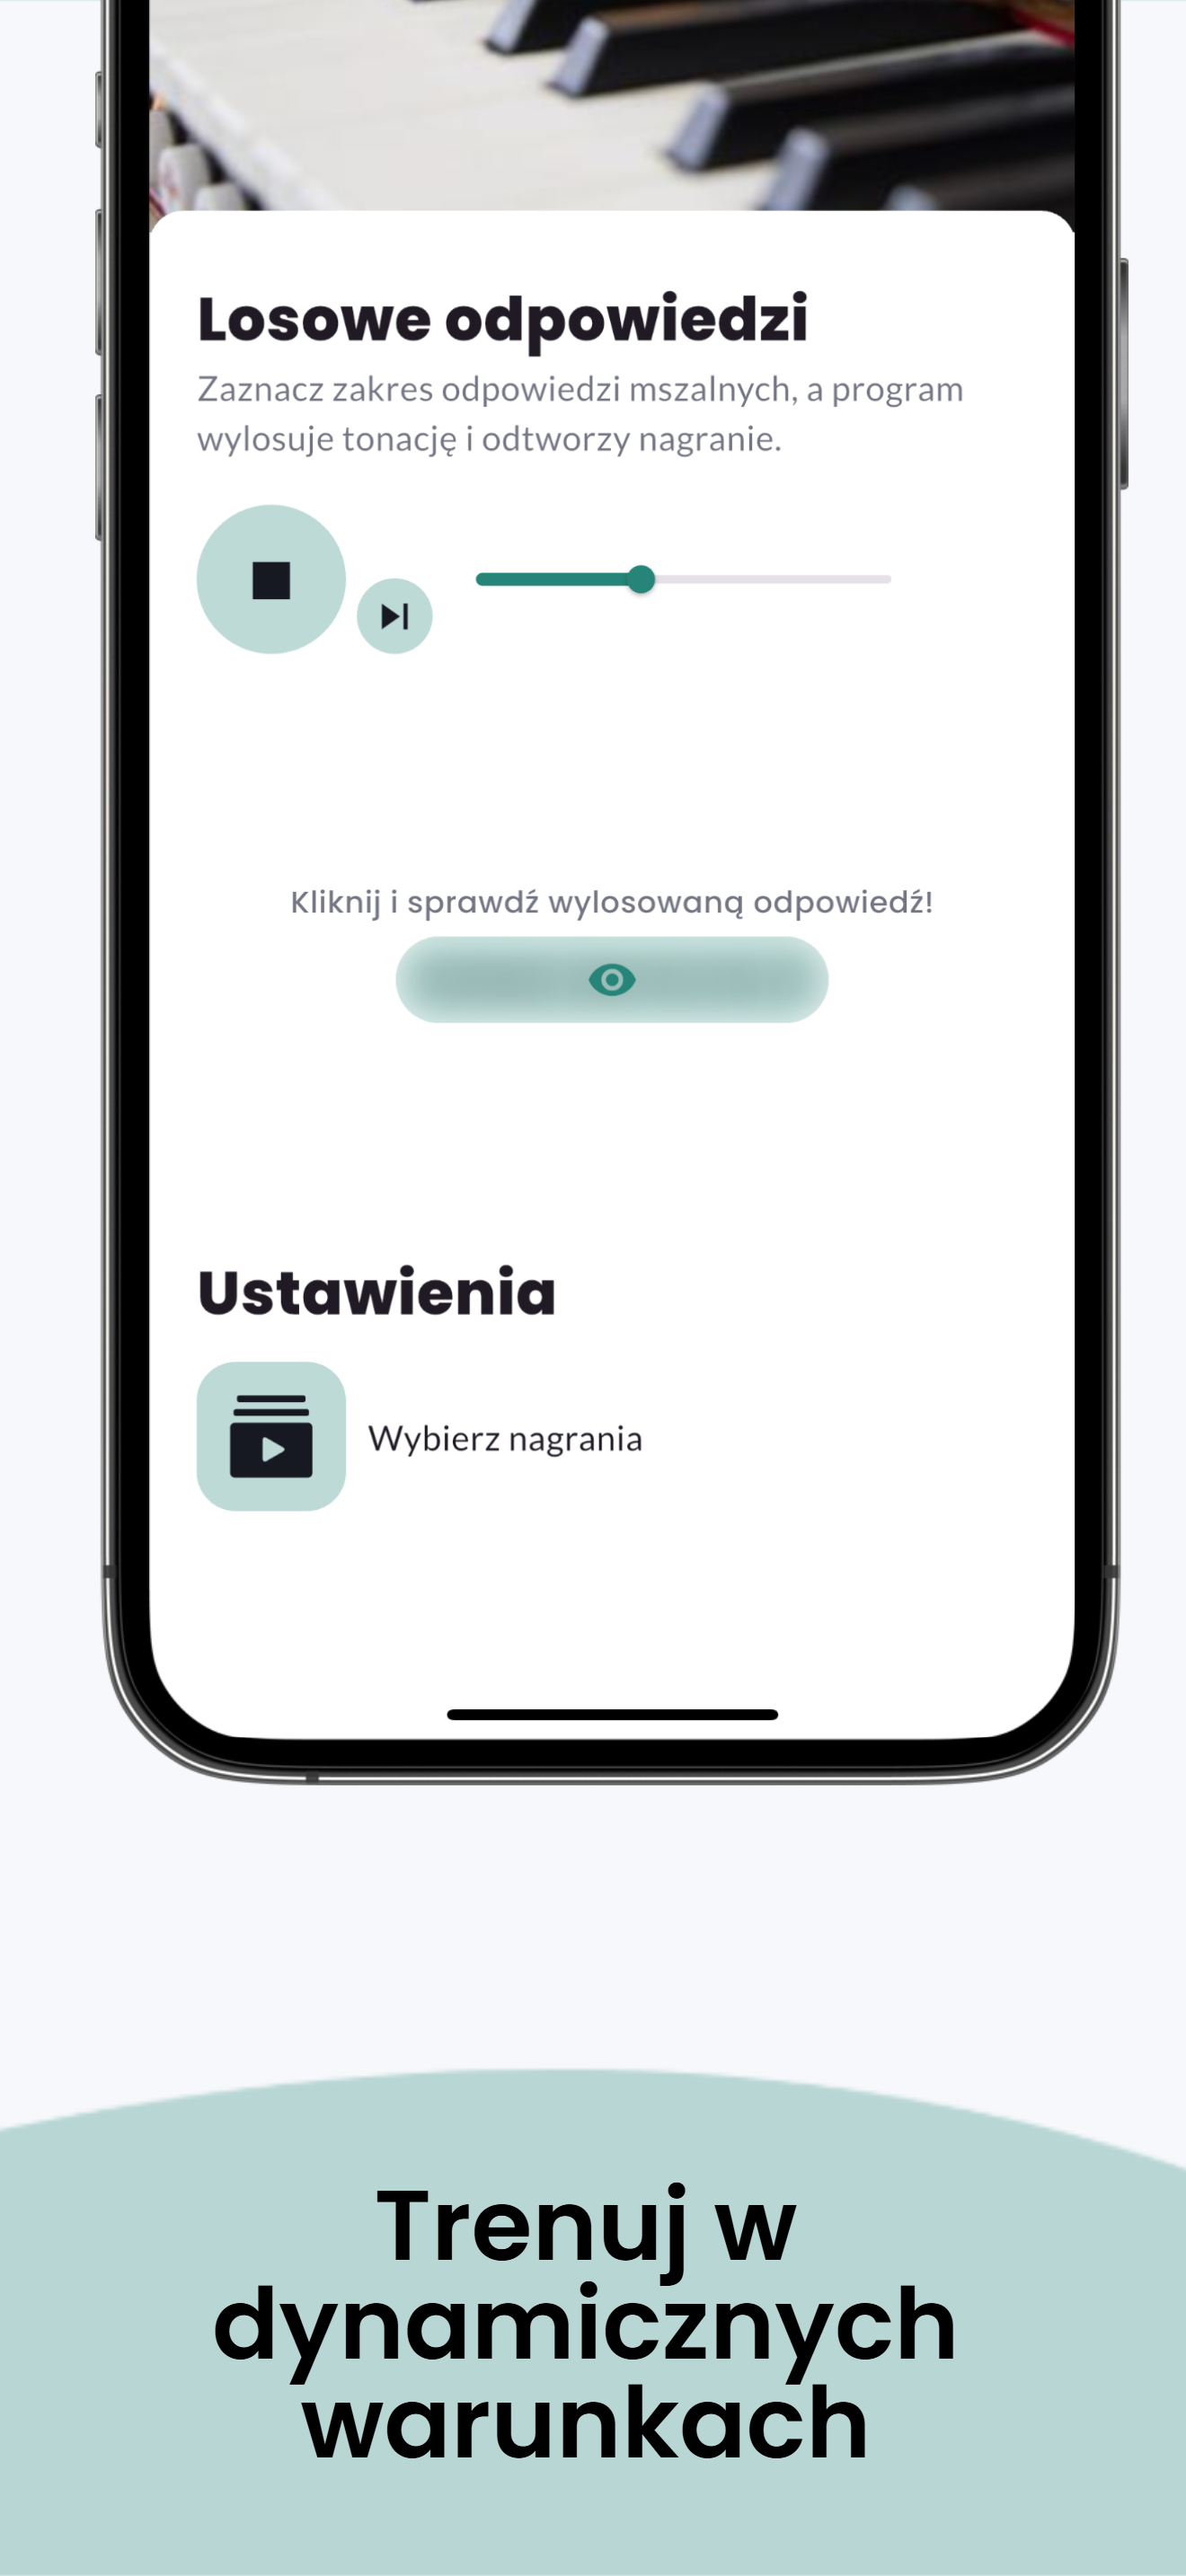 Losowe odpowiedzi
Zaznacz zakres odpowiedzi mszalnych, a program
wylosuje tonację i odtworzy nagranie.
Kliknij i sprawdź wylosowaną odpowiedź!
Ustawienia
Wybierz nagrania
Trenuj w
dynamicznych
warunkach